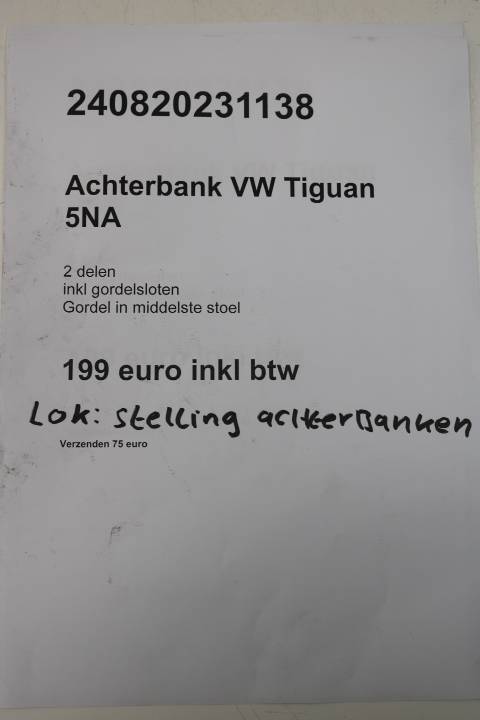 240820231138
Achterbank VW Tiguan
5NA
2 delen
inkl gordelsloten
Gordel in middelste stoel
199 euro inkl btw
Lok: stelling achterbanken
Verzenden 75 euro